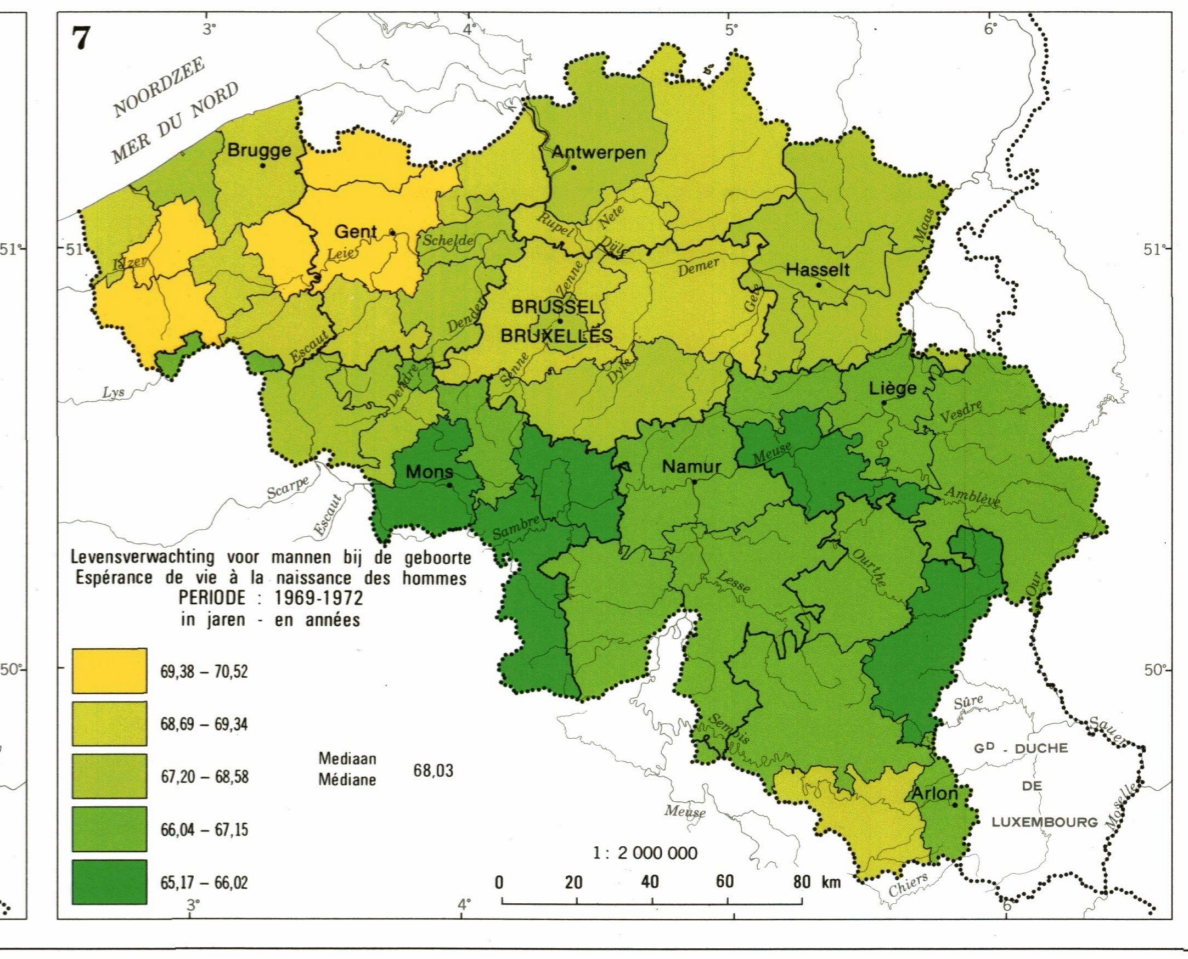 7
3°
4°
5°
6°
NOORDZEE
MER DU NORD
Brugge
Antwerpen
51°
51°
51°
IJzer
Gent
Leie
Schelde
Rupel
Nete
Dijle
Zenne
Demer
Gete
Maas
Hasselt
BRUSSEL
BRUXELLES
Dender
Escaut
Dendre
Senne
Dyle
Lys
Liège
Vesdre
Mons
Namur
Meuse
Scarpe
Escaut
Sambre
Amblève
Levensverwachting voor mannen bij de geboorte
Espérance de vie à la naissance des hommes
PERIODE : 1969-1972
in jaren - en années
Lesse
Ourthe
Our
50°
50°
69,38 – 70,52
68,69 – 69,34
67,20 – 68,58
66,04 – 67,15
65,17 – 66,02
Mediaan
Médiane
68,03
Semois
Sûre
Sauer
GD - DUCHE
DE
LUXEMBOURG
Moselle
Arlon
Meuse
Chiers
1 : 2 000 000
0 20 40 60 80 km
3°
4°
6°